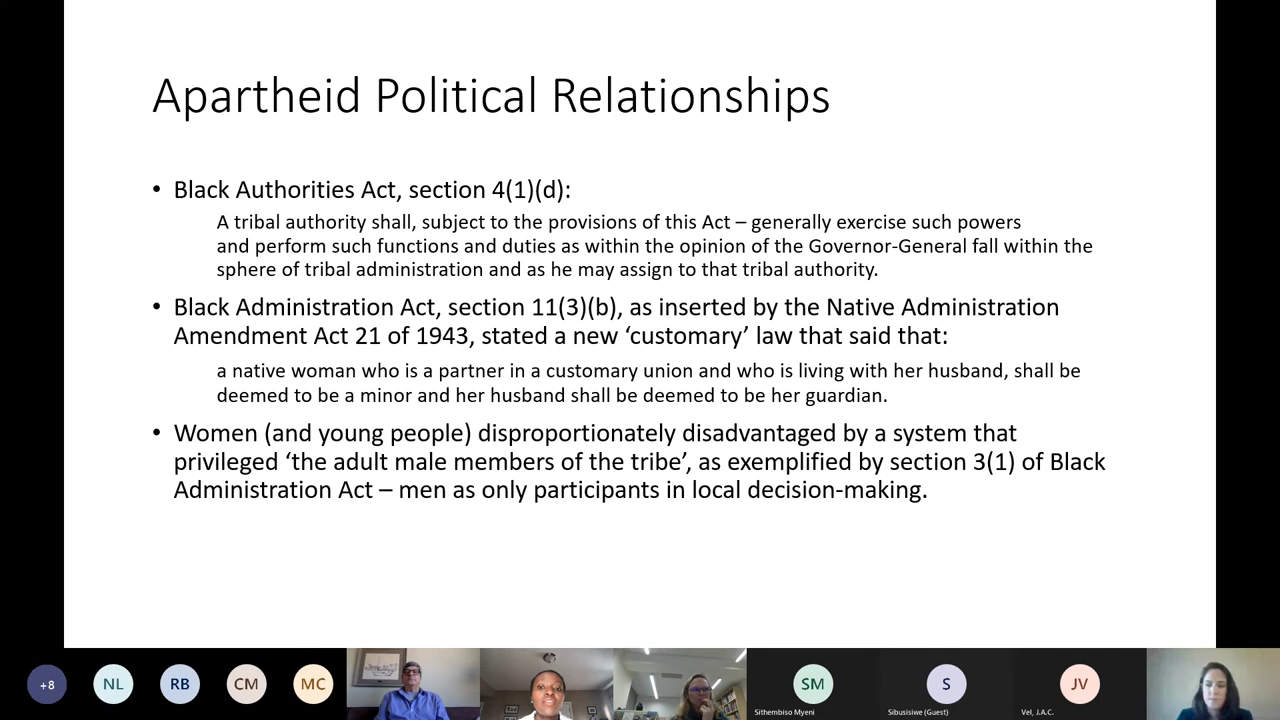 Apartheid Political Relationships
• Black Authorities Act, section 4(1)(d):
A tribal authority shall, subject to the provisions of this Act – generally exercise such powers
and perform such functions and duties as within the opinion of the Governor-General fall within the
sphere of tribal administration and as he may assign to that tribal authority.
• Black Administration Act, section 11(3)(b), as inserted by the Native Administration
Amendment Act 21 of 1943, stated a new ‘customary’ law that said that:
a native woman who is a partner in a customary union and who is living with her husband, shall be
deemed to be a minor and her husband shall be deemed to be her guardian.
• Women (and young people) disproportionately disadvantaged by a system that
privileged ‘the adult male members of the tribe’, as exemplified by section 3(1) of Black
Administration Act – men as only participants in local decision-making.
+8
NL
RB
CM
MC
SM
Sithembiso Myeni
S
Sibusisiwe (Guest)
JV
Vel, J.A.C.